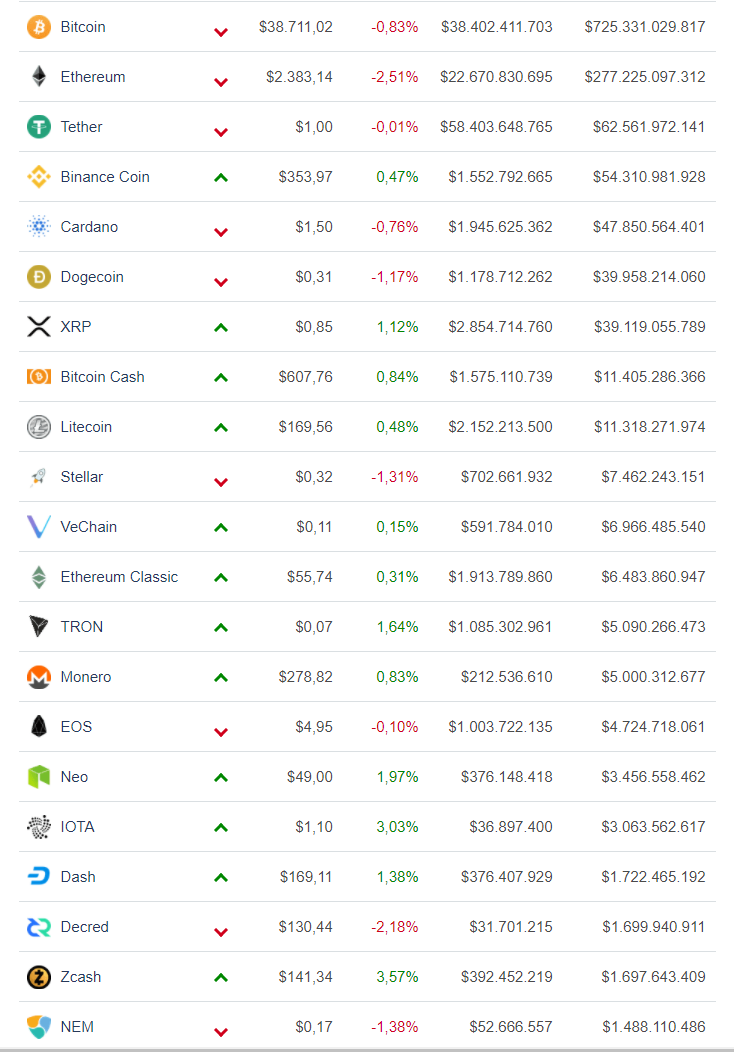 Bitcoin $38.711,02 -0,83% $38.402.411.703 $725.331.029.817
Ethereum $2.383,14 -2,51% $22.670.830.695 $277.225.097.312
Tether $1,00 -0,01% $58.403.648.765 $62.561.972.141
Binance Coin $353,97 0,47% $1.552.792.665 $54.310.981.928
Cardano $1,50 -0,76% $1.945.625.362 $47.850.564.401
Dogecoin $0,31 -1,17% $1.178.712.262 $39.958.214.060
XRP $0,85 1,12% $2.854.714.760 $39.119.055.789
Bitcoin Cash $607,76 0,84% $1.575.110.739 $11.405.286.366
Litecoin $169,56 0,48% $2.152.213.500 $11.318.271.974
Stellar $0,32 -1,31% $702.661.932 $7.462.243.151
VeChain $0,11 0,15% $591.784.010 $6.966.485.540
Ethereum Classic $55,74 0,31% $1.913.789.860 $6.483.860.947
TRON $0,07 1,64% $1.085.302.961 $5.090.266.473
Monero $278,82 0,83% $212.536.610 $5.000.312.677
EOS $4,95 -0,10% $1.003.722.135 $4.724.718.061
Neo $49,00 1,97% $376.148.418 $3.456.558.462
IOTA $1,10 3,03% $36.897.400 $3.063.562.617
Dash $169,11 1,38% $376.407.929 $1.722.465.192
Decred $130,44 -2,18% $31.701.215 $1.699.940.911
Zcash $141,34 3,57% $392.452.219 $1.697.643.409
NEM $0,17 -1,38% $52.666.557 $1.488.110.486